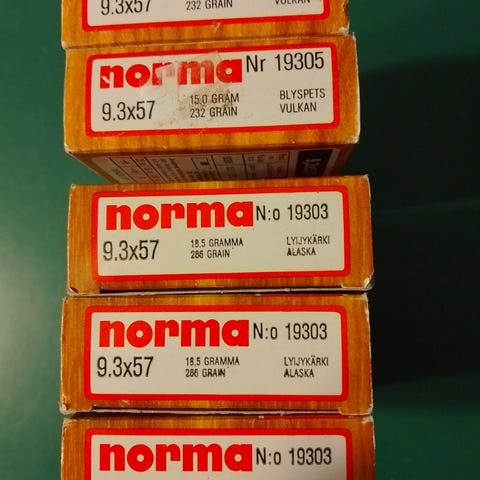 9.3x57
232 GRAIN
VULKAN
norma Nr 19305
9.3x57
15,0 GRAM
232 GRAIN
BLYSPETS
VULKAN
norma N:o 19303
9.3x57
18,5 GRAMMA
286 GRAIN
LYIJYKÄRKI
ALASKA
norma N:o 19303
9.3x57
18,5 GRAMMA
286 GRAIN
LYIJYKÄRKI
ALASKA
norma N:o 19303